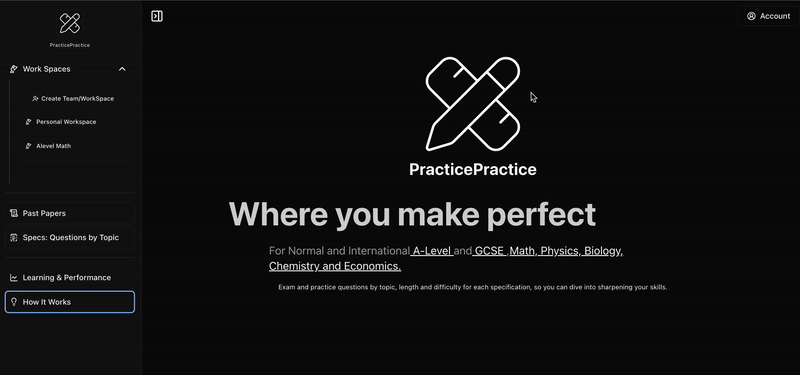 PracticePractice
Work Spaces
Create Team/WorkSpace
Personal Workspace
Alevel Math
Past Papers
Specs: Questions by Topic
Learning & Performance
How It Works
Account
PracticePractice
Where you make perfect
For Normal and International A-Level and GCSE ,Math, Physics, Biology,
Chemistry and Economics.
Exam and practice questions by topic, length and difficulty for each specification, so you can dive into sharpening your skills.